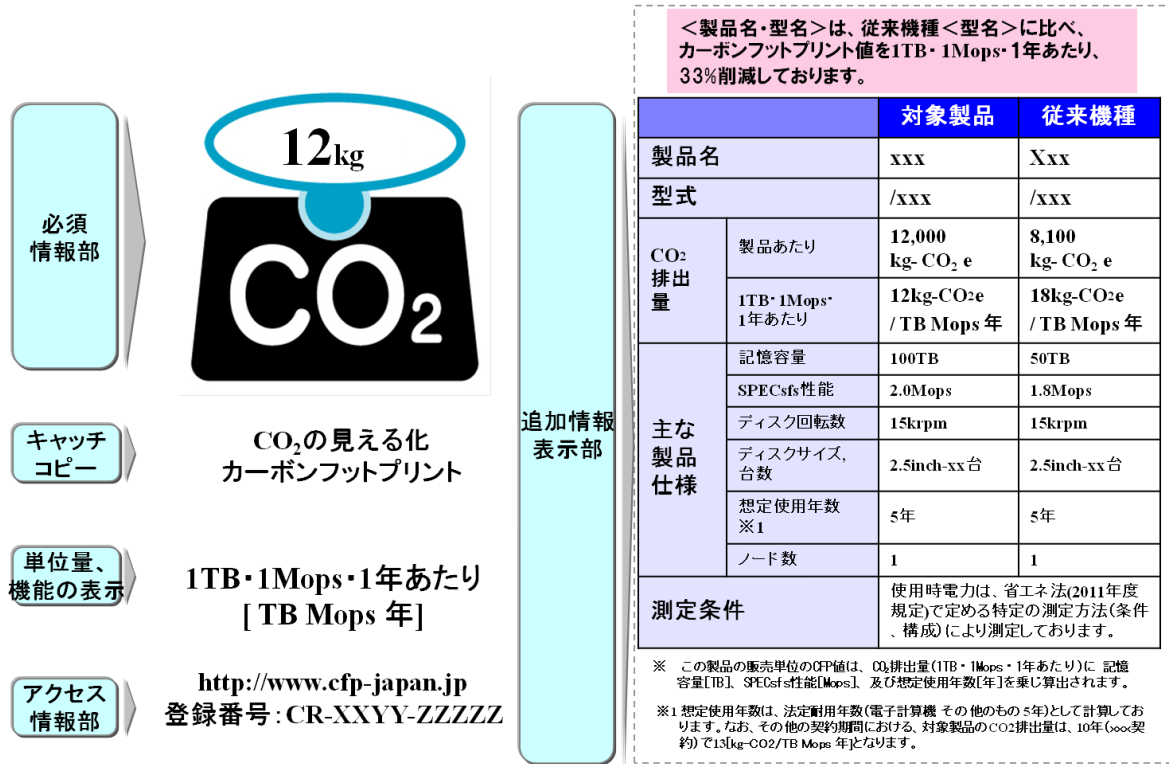 必須
情報部
12kg
CO2
キャッチ
コピー
CO2の見える化
カーボンフットプリント
単位量、
機能の表示
1TB・1Mops・1年あたり
[ TB Mops 年]
アクセス
情報部
http://www.cfp-japan.jp
登録番号：CR-XXYY-ZZZZZ
追加情報
表示部
＜製品名・型名＞は、従来機種＜型名＞に比べ、
カーボンフットプリント値を1TB・1Mops・1年あたり、
33%削減しております。
対象製品 従来機種
製品名 xxx Xxx
型式 /xxx /xxx
CO2
排出
量
製品あたり
12,000
kg- CO2 e
8,100
kg- CO2 e
1TB・1Mops・
1年あたり
12kg-CO2e
/ TB Mops 年
18kg-CO2e
/ TB Mops 年
主な
製品
仕様
記憶容量 100TB 50TB
SPECsfs性能 2.0Mops 1.8Mops
ディスク回転数 15krpm 15krpm
ディスクサイズ,
台数
2.5inch-xx台 2.5inch-xx台
想定使用年数
※1
5年 5年
ノード数 1 1
測定条件
使用時電力は、省エネ法(2011年度
規定)で定める特定の測定方法（条件
、構成）により測定しております。
※ この製品の販売単位のCFP値は、CO2排出量（1TB・1Mops・1年あたり）に 記憶
容量[TB]、SPECsfs性能[Mops]、及び想定使用年数[年]を乗じ算出されます。
※1 想定使用年数は、法定耐用年数（電子計算機 その他のもの 5年）として計算してお
ります。なお、その他の契約期間における、対象製品のCO2排出量は、10年（xxx契
約）で13[kg-CO2/TB Mops 年]となります。